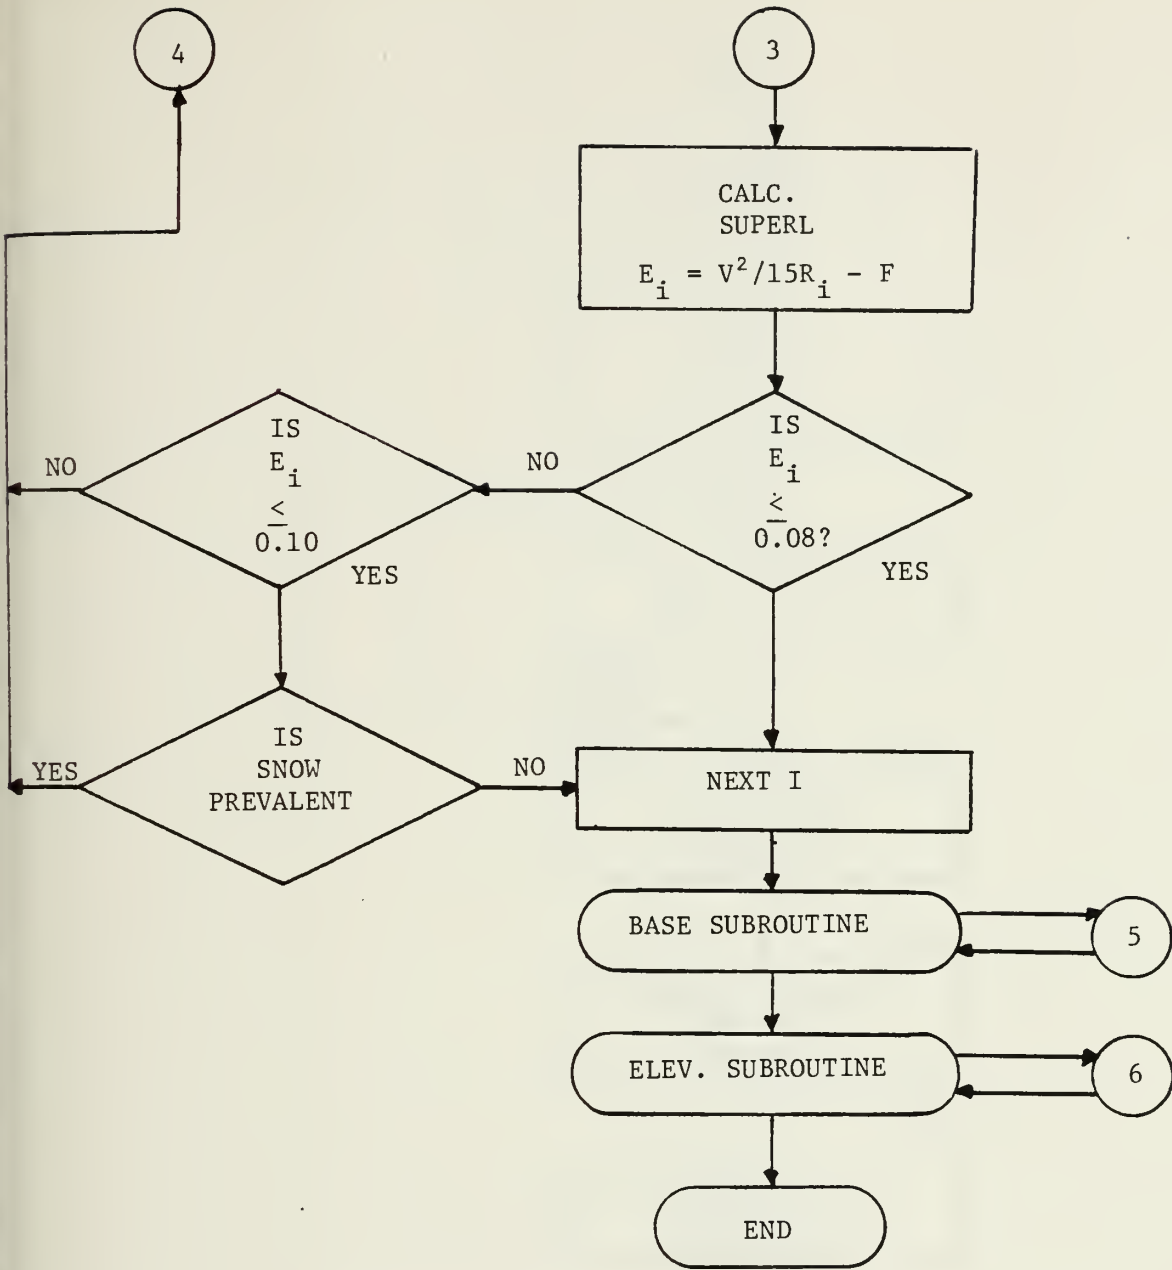 4
3
CALC.
SUPERL
E_i = V²/15R_i - F
IS
E_i
≤
0.10
NO
YES
NO
IS
E_i
≤
0.08?
YES
IS
SNOW
PREVALENT
YES
NO
NEXT I
BASE SUBROUTINE
5
ELEV. SUBROUTINE
6
END